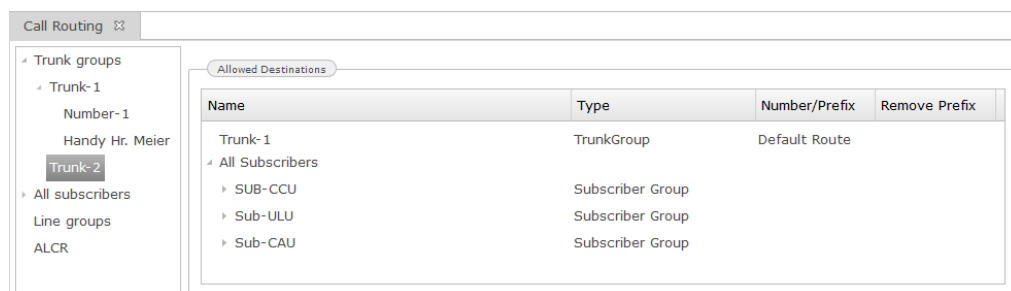 Call Routing
Trunk groups
Trunk-1
Number-1
Handy Hr. Meier
Trunk-2
All subscribers
Line groups
ALCR
Allowed Destinations
Name Type Number/Prefix Remove Prefix
Trunk-1 TrunkGroup Default Route
All Subscribers
SUB-CCU Subscriber Group
Sub-ULU Subscriber Group
Sub-CAU Subscriber Group